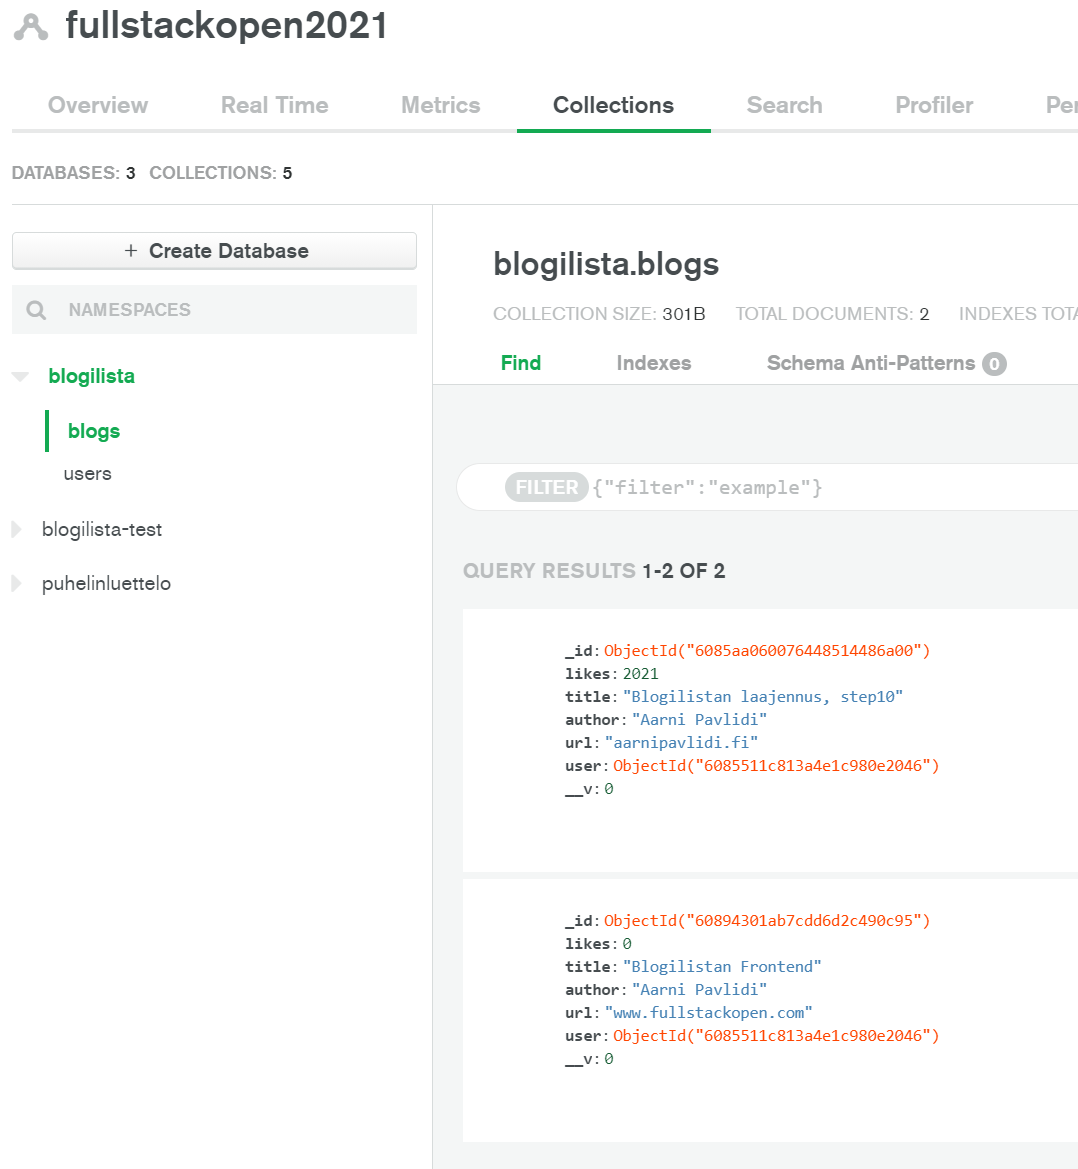 fullstackopen2021
Overview Real Time Metrics Collections Search Profiler
DATABASES: 3 COLLECTIONS: 5
+ Create Database
NAMESPACES
blogilista
blogs
users
blogilista-test
puhelinluettelo
blogilista.blogs
COLLECTION SIZE: 301B TOTAL DOCUMENTS: 2 INDEXES
Find Indexes Schema Anti-Patterns 0
FILTER {"filter":"example"}
QUERY RESULTS 1-2 OF 2
_id: ObjectId("6085aa060076448514486a00")
likes: 2021
title: "Blogilistan laajennus, step10"
author: "Aarni Pavlidi"
url: "aarnipavlidi.fi"
user: ObjectId("6085511c813a4e1c980e2046")
__v: 0
_id: ObjectId("60894301ab7cdd6d2c490c95")
likes: 0
title: "Blogilistan Frontend"
author: "Aarni Pavlidi"
url: "www.fullstackopen.com"
user: ObjectId("6085511c813a4e1c980e2046")
__v: 0